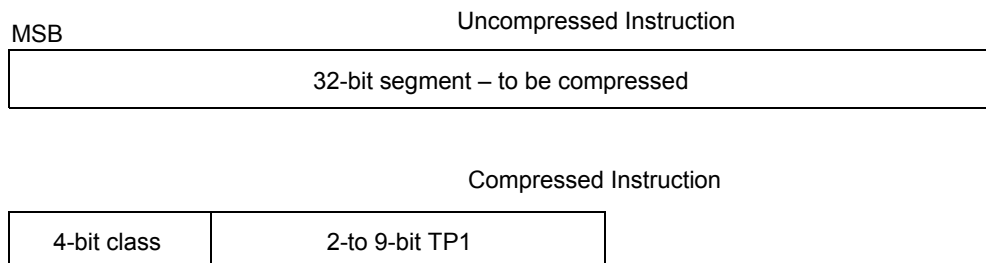 Uncompressed Instruction
MSB
32-bit segment – to be compressed
Compressed Instruction
4-bit class
2-to 9-bit TP1